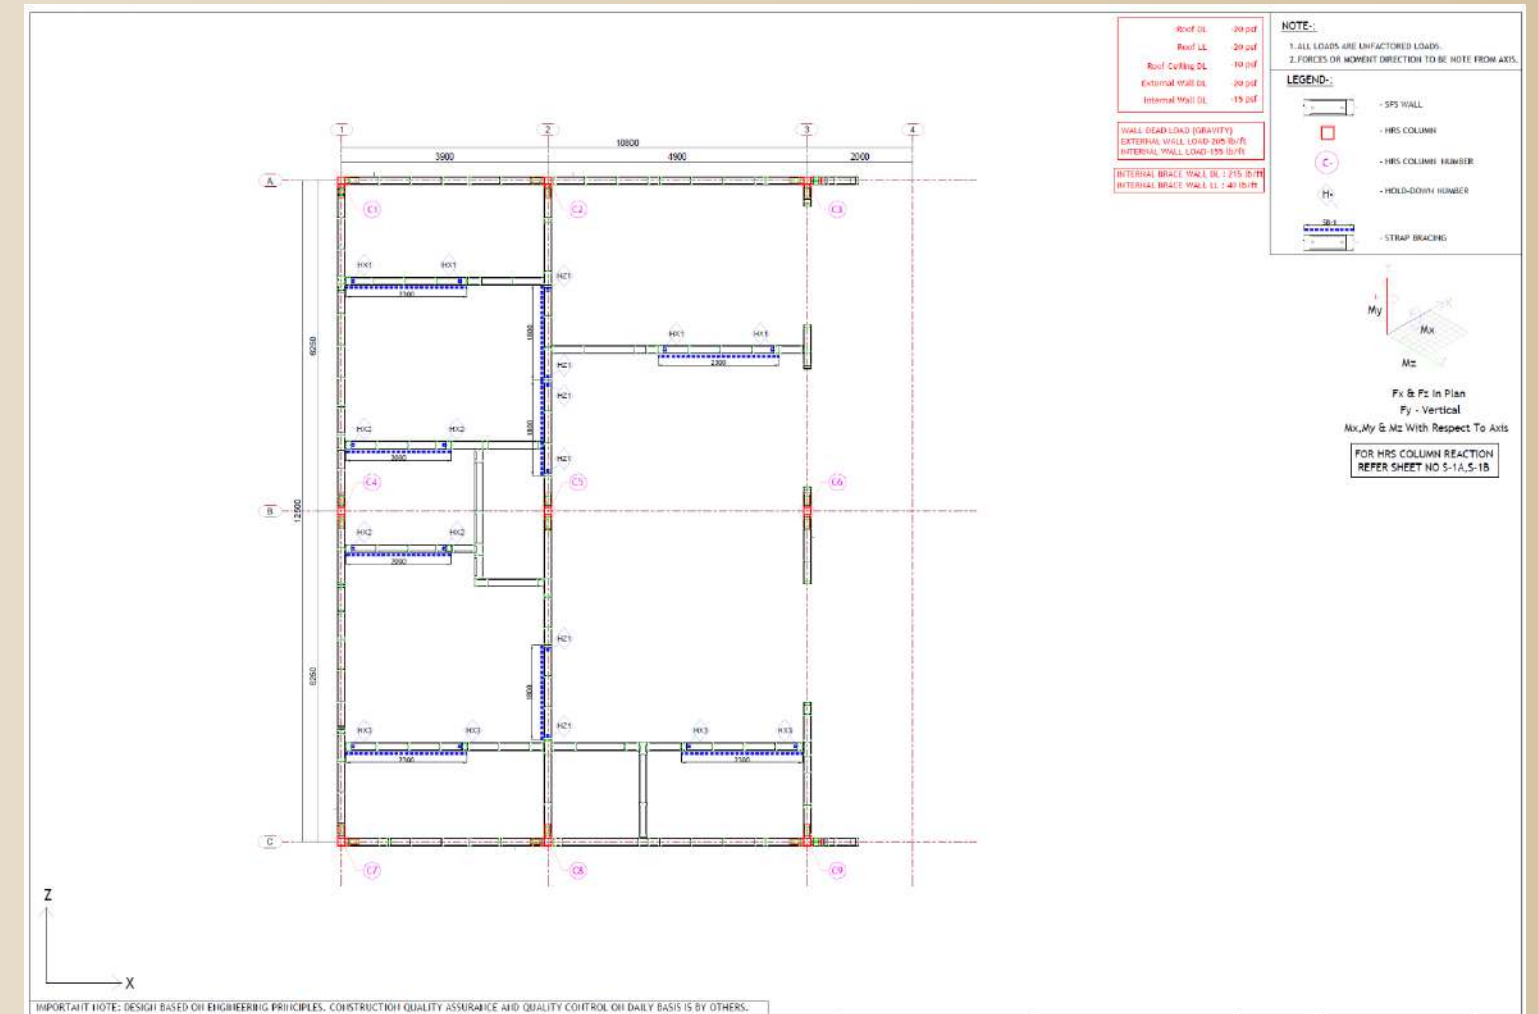 Roof DL -20 psf
Roof LL -20 psf
Roof Ceiling DL -10 psf
External Wall DL -20 psf
Internal Wall DL -15 psf
WALL DEAD LOAD (GRAVITY)
EXTERNAL WALL LOAD-205 lb/ft
INTERNAL WALL LOAD-155 lb/ft
INTERNAL BRACE WALL DL : 215 lb/ft
INTERNAL BRACE WALL LL : 40 lb/ft
NOTE-:
1. ALL LOADS ARE UNFACTORED LOADS.
2. FORCES OR MOMENT DIRECTION TO BE NOTE FROM AXIS.
LEGEND-:
- SFS WALL
- HRS COLUMN
C-
- HRS COLUMN NUMBER
H-
- HOLD-DOWN NUMBER
SB-1
- STRAP BRACING
My
Mx
Mz
Fx & Fz In Plan
Fy - Vertical
Mx,My & Mz With Respect To Axis
FOR HRS COLUMN REACTION
REFER SHEET NO S-1A,S-1B
1 2 3 4
10800
3900 4900 2000
A
C1 C2 C3
HX1 HX1 HZ1
2300
1800
6250
HX1 HX1
2300
HZ1
HZ1
HX2 HX2
1800
2000
HZ1
C4 C5 C6
B
12500
HX2 HX2
2000
HZ1
6250
1800
HX3 HX3 HZ1 HX3 HX3
2300 2300
C
C7 C8 C9
Z
X
IMPORTANT NOTE: DESIGN BASED ON ENGINEERING PRINCIPLES. CONSTRUCTION QUALITY ASSURANCE AND QUALITY CONTROL ON DAILY BASIS IS BY OTHERS.